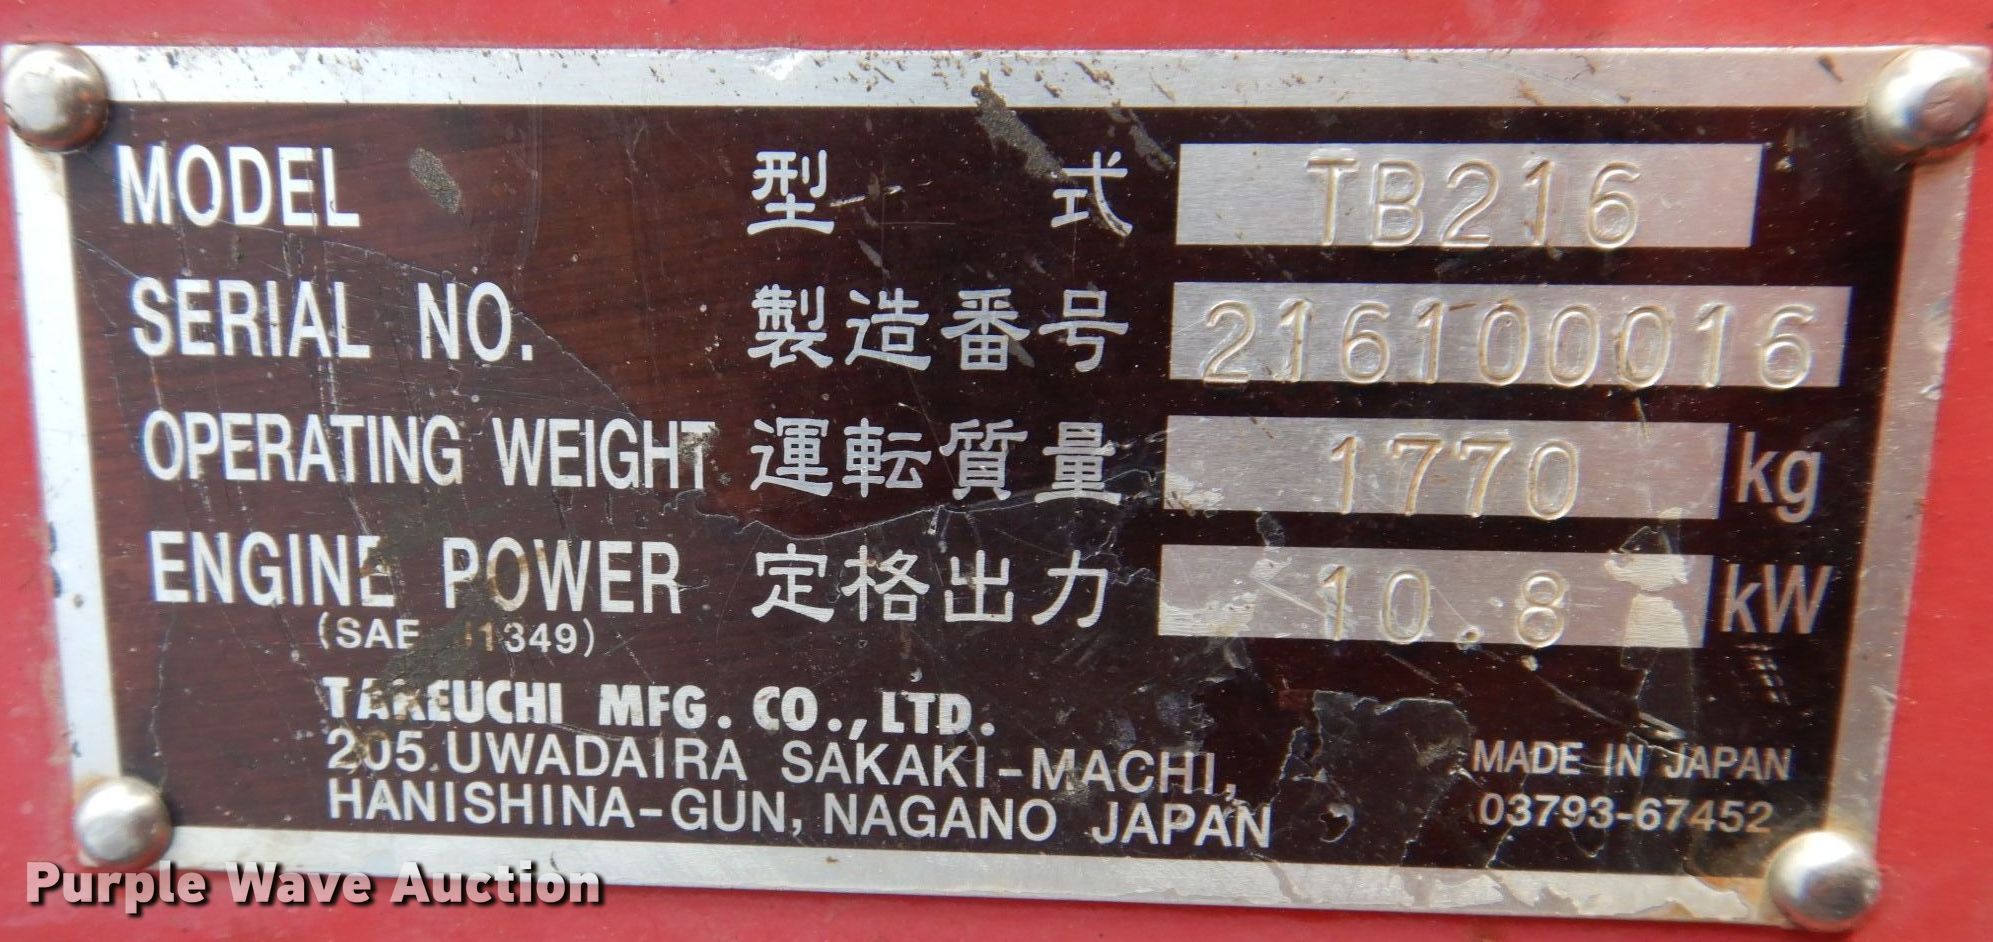 MODEL 型式 TB216
SERIAL NO. 製造番号 216100016
OPERATING WEIGHT 運転質量 1770 kg
ENGINE POWER 定格出力 10.8 kW
(SAE J1349)
TAKEUCHI MFG. CO., LTD.
205 UWADAIRA SAKAKI-MACHI,
HANISHINA-GUN, NAGANO JAPAN
MADE IN JAPAN
03793-67452
Purple Wave Auction